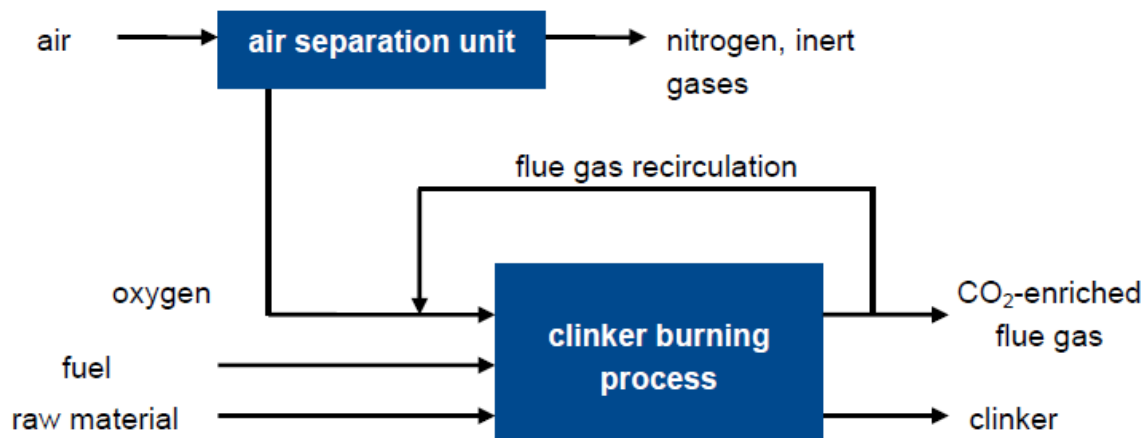 air
air separation unit
nitrogen, inert
gases
flue gas recirculation
oxygen
CO₂-enriched
flue gas
clinker burning
process
fuel
raw material
clinker